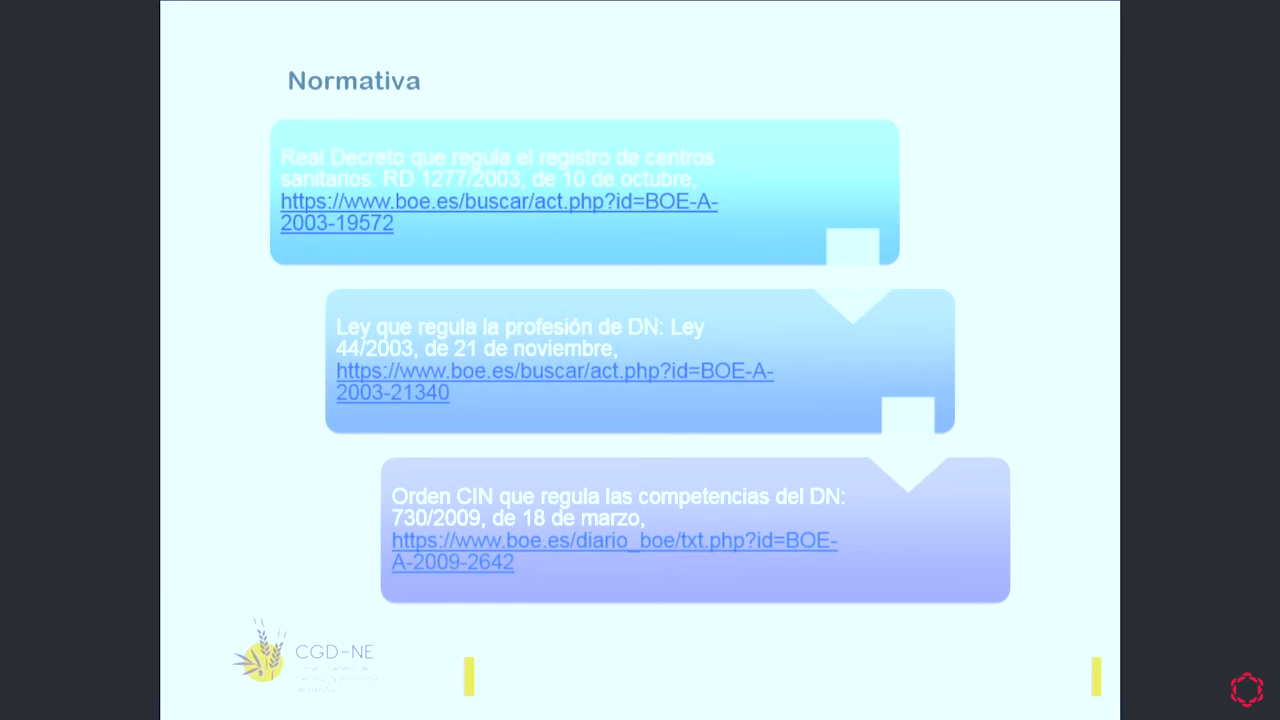 Normativa
Real Decreto que regula el registro de centros
sanitarios: RD 1277/2003, de 10 de octubre,
https://www.boe.es/buscar/act.php?id=BOE-A-
2003-19572
Ley que regula la profesión de DN: Ley
44/2003, de 21 de noviembre,
https://www.boe.es/buscar/act.php?id=BOE-A-
2003-21340
Orden CIN que regula las competencias del DN:
730/2009, de 18 de marzo,
https://www.boe.es/diario_boe/txt.php?id=BOE-
A-2009-2642
CGD-NE